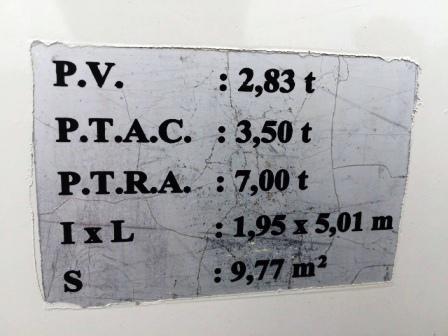 P.V. : 2,83 t
P.T.A.C. : 3,50 t
P.T.R.A. : 7,00 t
I x L : 1,95 x 5,01 m
S : 9,77 m²